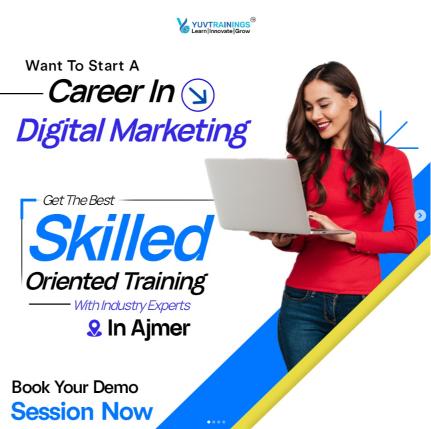 YUVTRAININGS
Learn|Innovate|Grow
Want To Start A
Career In
Digital Marketing
Get The Best
Skilled
Oriented Training
With Industry Experts
In Ajmer
Book Your Demo
Session Now